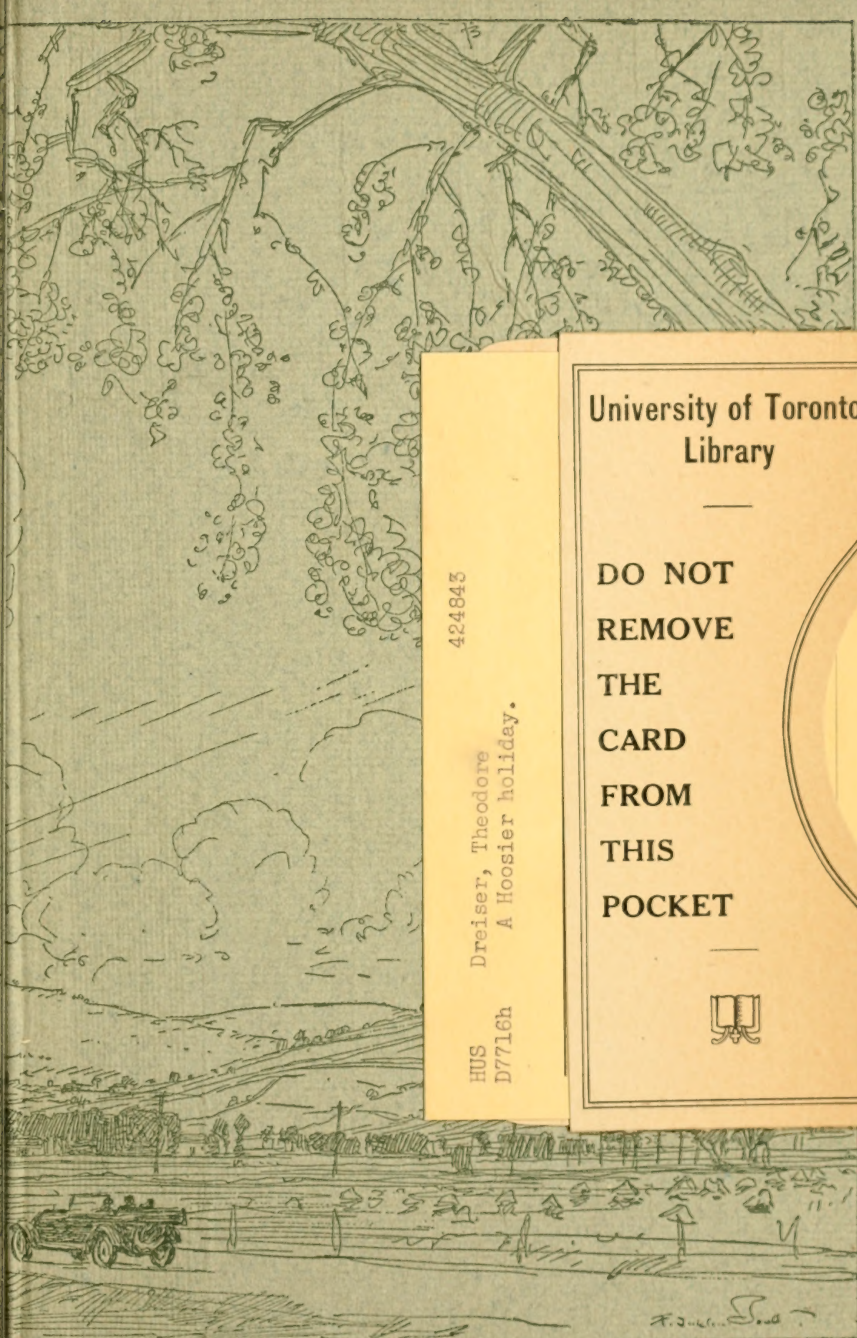 424843
Dreiser, Theodore
A Hoosier holiday.
HUS
D7716h
University of Toronto
Library
DO NOT
REMOVE
THE
CARD
FROM
THIS
POCKET